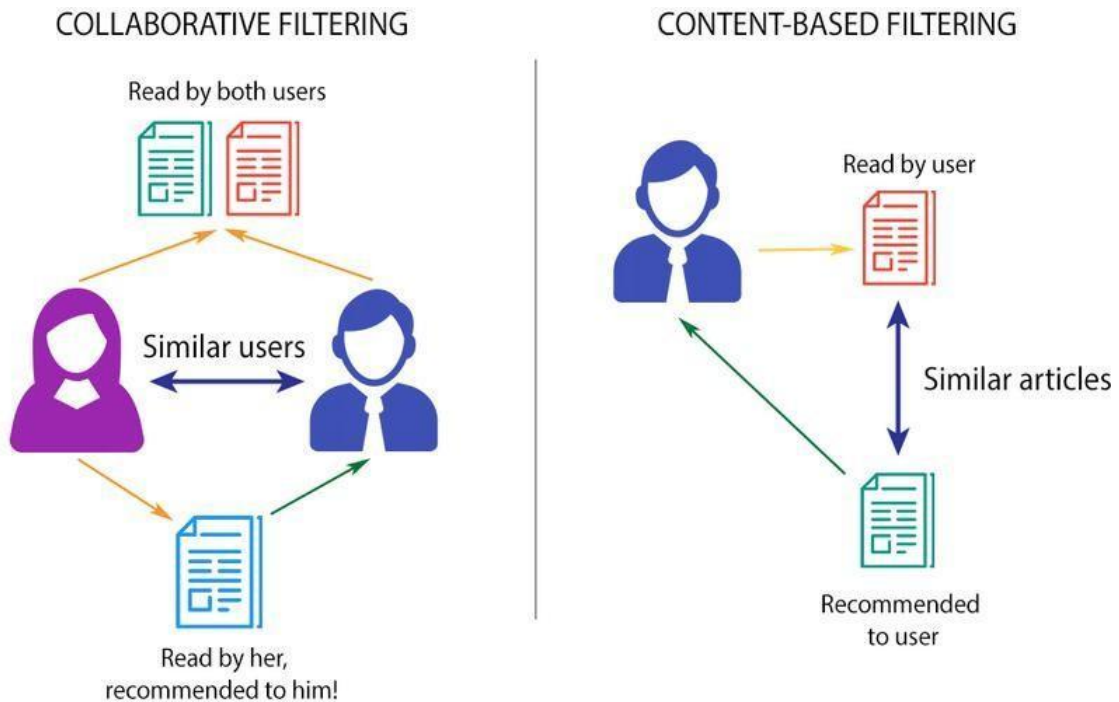 COLLABORATIVE FILTERING
Read by both users
Similar users
Read by her,
recommended to him!
CONTENT-BASED FILTERING
Read by user
Similar articles
Recommended
to user